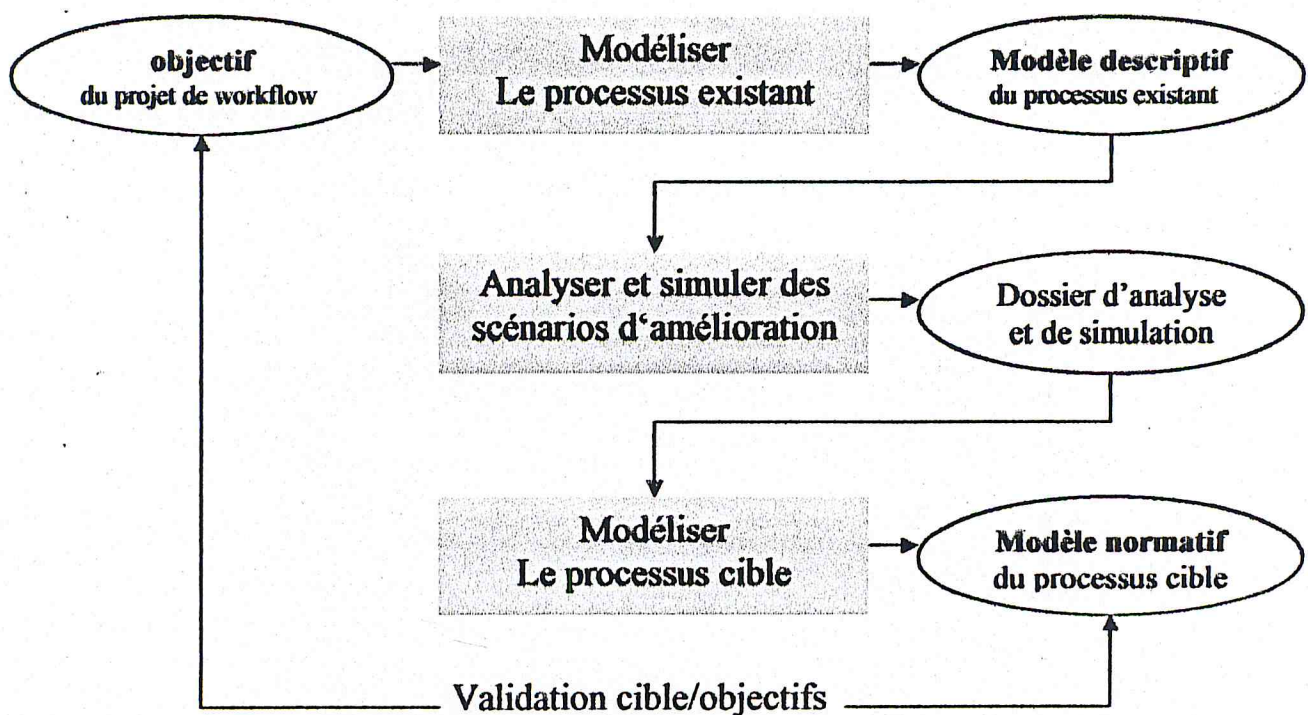 objectif
du projet de workflow
Modéliser
Le processus existant
Modèle descriptif
du processus existant
Analyser et simuler des
scénarios d‘amélioration
Dossier d'analyse
et de simulation
Modéliser
Le processus cible
Modèle normatif
du processus cible
Validation cible/objectifs